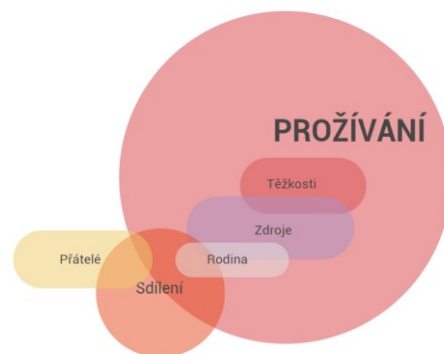 PROŽÍVÁNÍ
Těžkosti
Zdroje
Přátelé
Rodina
Sdílení